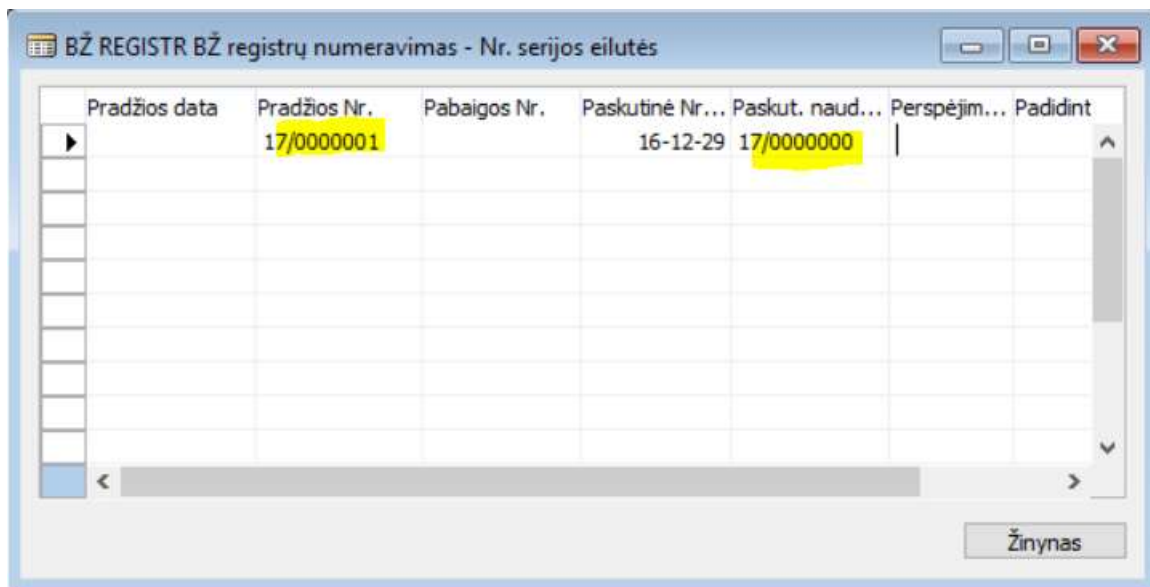 BŽ REGISTR BŽ registrų numeravimas - Nr. serijos eilutės
Pradžios data Pradžios Nr. Pabaigos Nr. Paskutinė Nr... Paskut. naud... Perspėjim... Padidint
17/0000001 16-12-29 17/0000000
Žinynas